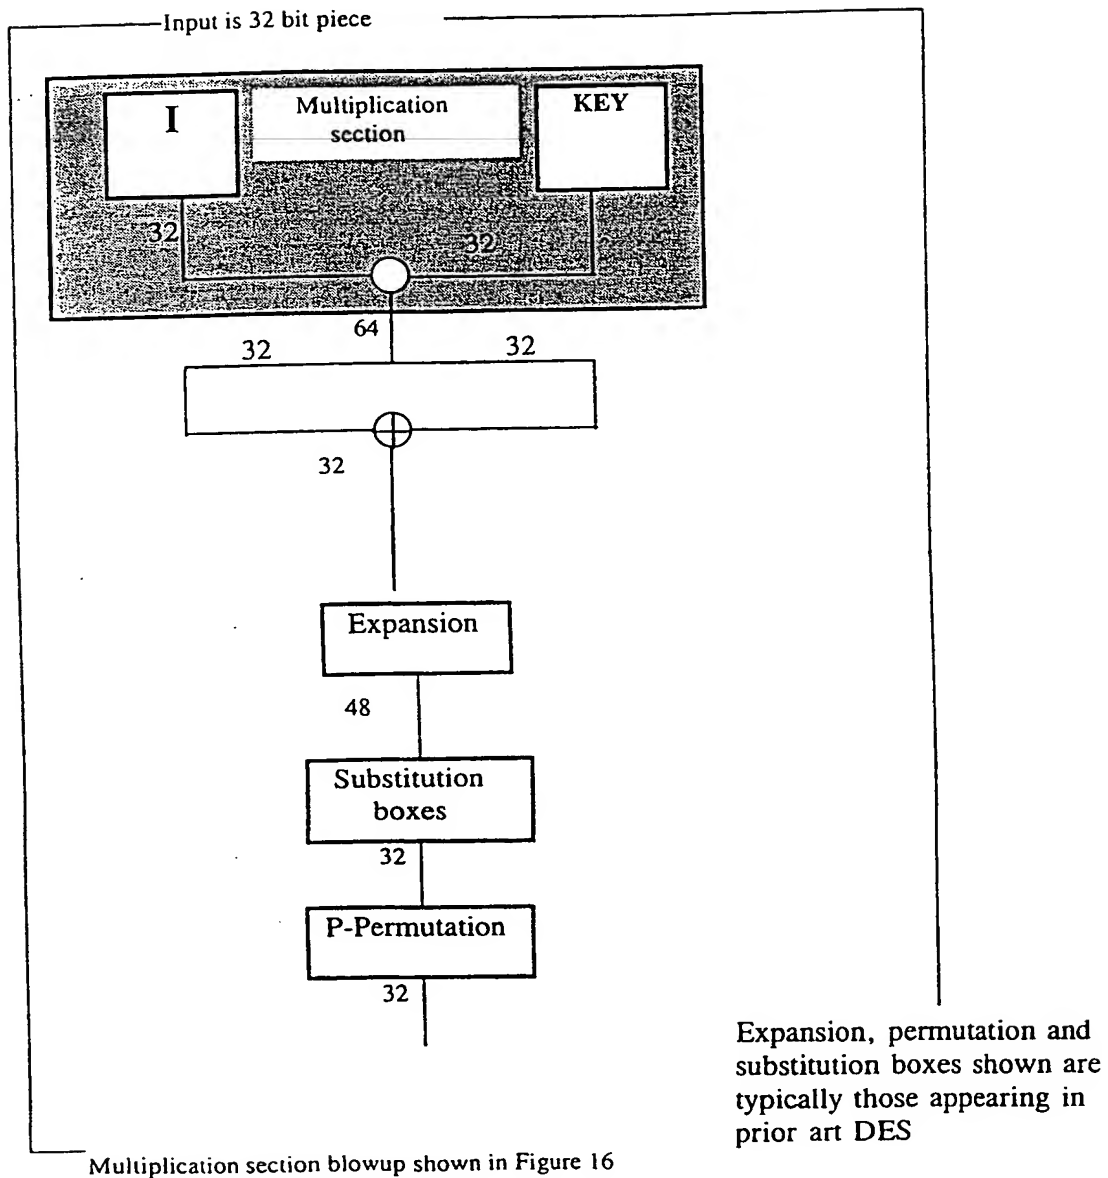 Input is 32 bit piece
I
Multiplication
section
KEY
32
32
64
32
32
32
Expansion
48
Substitution
boxes
32
P-Permutation
32
Expansion, permutation and
substitution boxes shown are
typically those appearing in
prior art DES
Multiplication section blowup shown in Figure 16